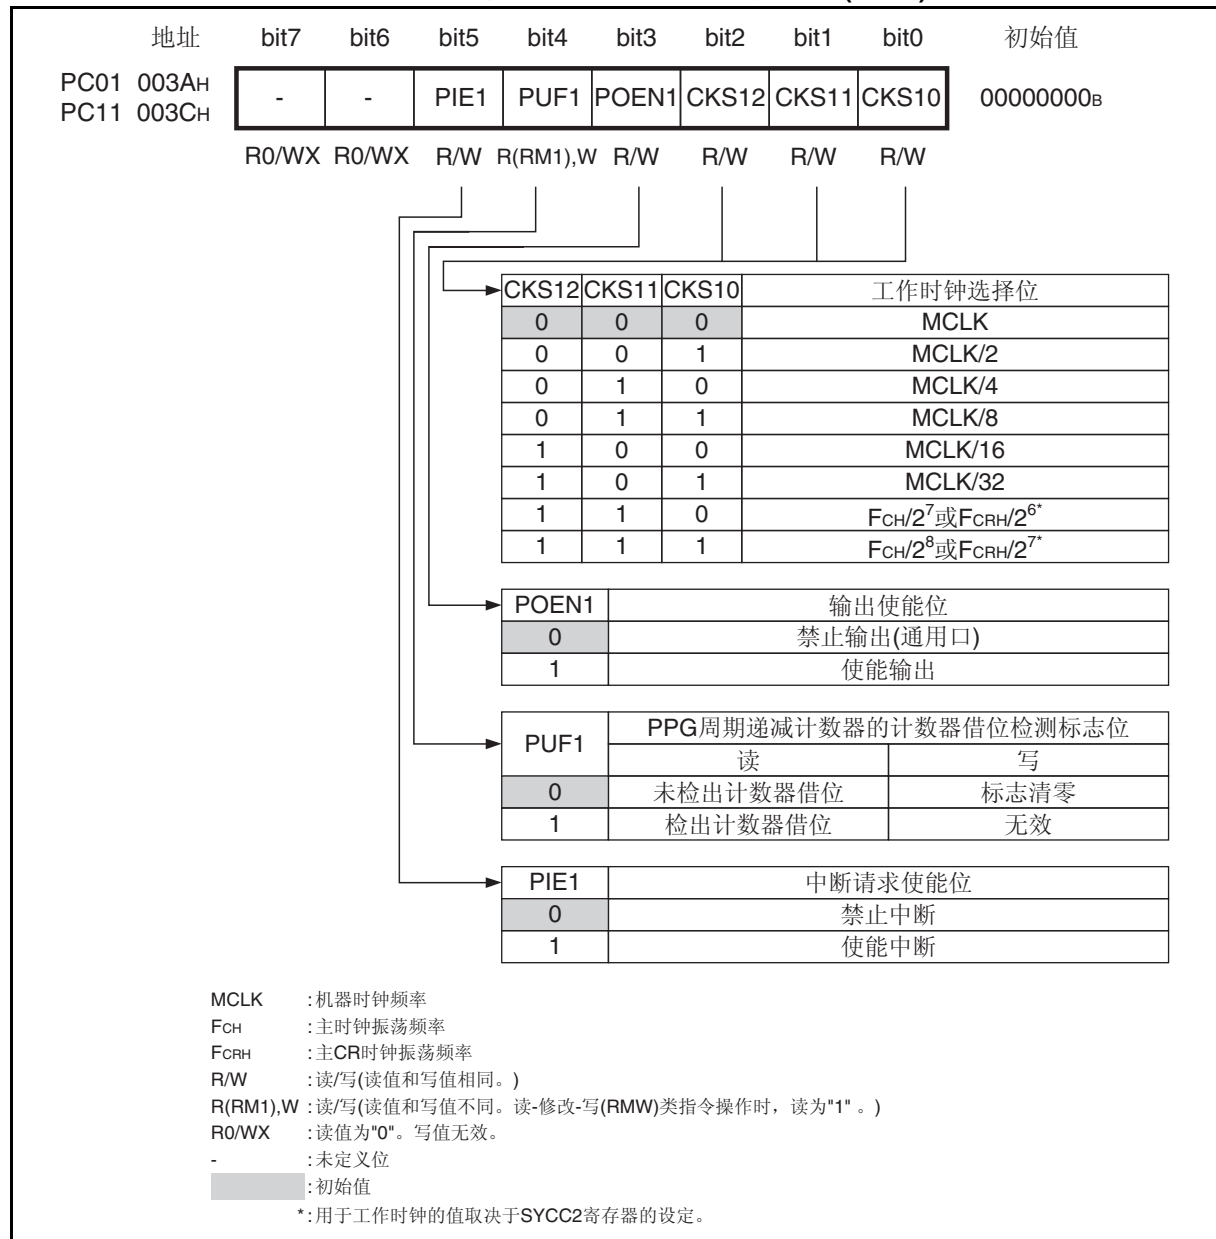 地址 bit7 bit6 bit5 bit4 bit3 bit2 bit1 bit0 初始值
PC01 003AH
PC11 003CH
- - PIE1 PUF1 POEN1 CKS12 CKS11 CKS10 00000000B
R0/WX R0/WX R/W R(RM1),W R/W R/W R/W R/W
CKS12 CKS11 CKS10 工作时钟选择位
0 0 0 MCLK
0 0 1 MCLK/2
0 1 0 MCLK/4
0 1 1 MCLK/8
1 0 0 MCLK/16
1 0 1 MCLK/32
1 1 0 FCH/2^7或FCRH/2^6*
1 1 1 FCH/2^8或FCRH/2^7*
POEN1 输出使能位
0 禁止输出(通用口)
1 使能输出
PUF1 PPG周期递减计数器的计数器借位检测标志位
读 写
0 未检出计数器借位 标志清零
1 检出计数器借位 无效
PIE1 中断请求使能位
0 禁止中断
1 使能中断
MCLK :机器时钟频率
FCH :主时钟振荡频率
FCRH :主CR时钟振荡频率
R/W :读/写(读值和写值相同。)
R(RM1),W :读/写(读值和写值不同。读-修改-写(RMW)类指令操作时，读为"1" 。)
R0/WX :读值为"0"。写值无效。
- :未定义位
:初始值
*:用于工作时钟的值取决于SYCC2寄存器的设定。